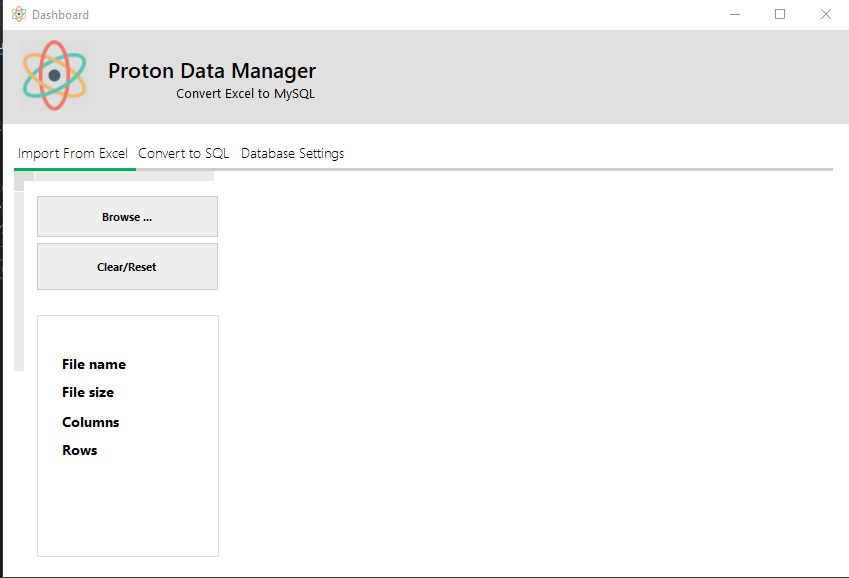 Dashboard
Proton Data Manager
Convert Excel to MySQL
Import From Excel Convert to SQL Database Settings
Browse ...
Clear/Reset
File name
File size
Columns
Rows